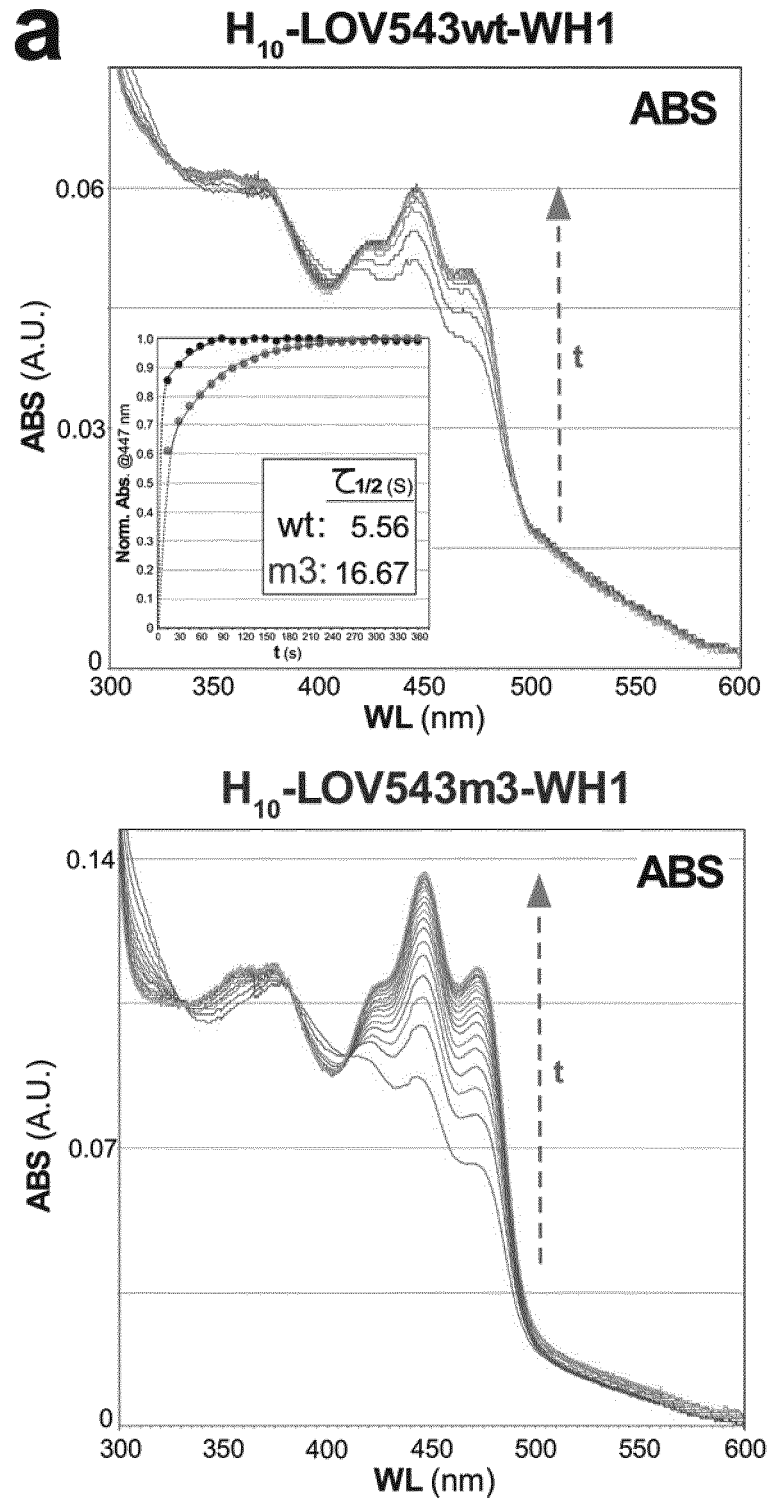 a
H10-LOV543wt-WH1
ABS
0.06
0.03
0
ABS (A.U.)
t
1.0
0.9
0.8
0.7
0.6
0.5
0.4
0.3
0.2
0.1
0
Norm. Abs. @447 nm
τ1/2 (S)
wt: 5.56
m3: 16.67
0 30 60 90 120 150 180 210 240 270 300 330 360
t (s)
300 350 400 450 500 550 600
WL (nm)
H10-LOV543m3-WH1
ABS
0.14
0.07
0
ABS (A.U.)
t
300 350 400 450 500 550 600
WL (nm)